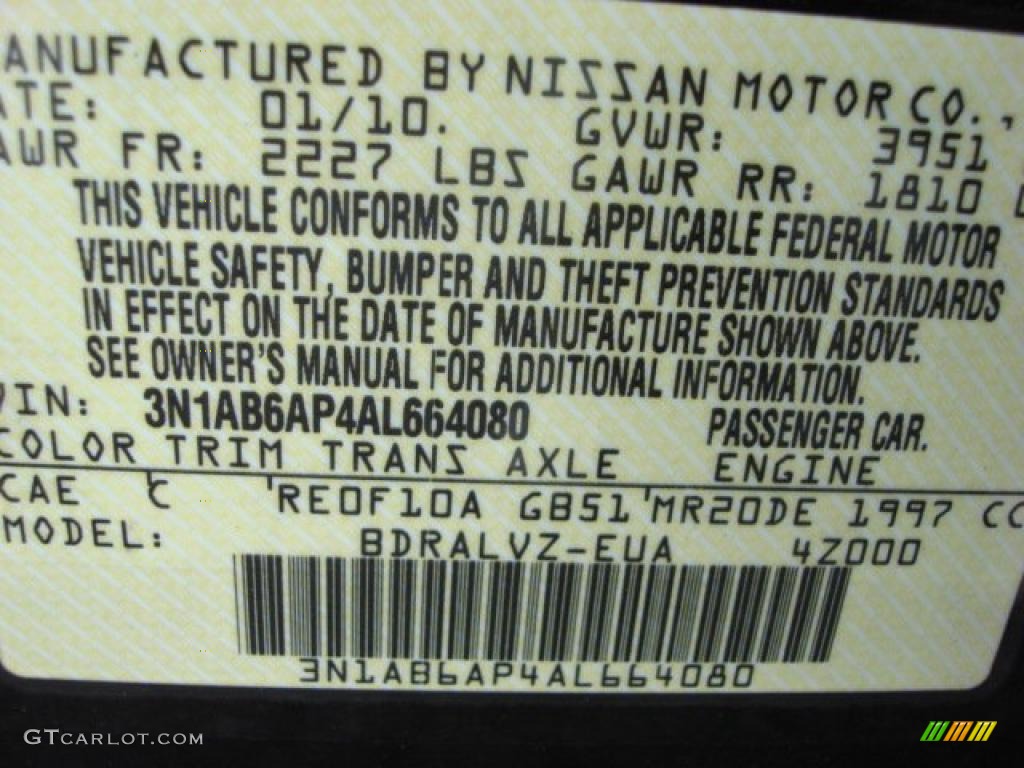 ANUFACTURED BY NISSAN MOTOR CO.,
ATE: 01/10. GVWR: 3951
AWR FR: 2227 LBS GAWR RR: 1810 L
THIS VEHICLE CONFORMS TO ALL APPLICABLE FEDERAL MOTOR
VEHICLE SAFETY, BUMPER AND THEFT PREVENTION STANDARDS
IN EFFECT ON THE DATE OF MANUFACTURE SHOWN ABOVE.
SEE OWNER'S MANUAL FOR ADDITIONAL INFORMATION.
VIN: 3N1AB6AP4AL664080 PASSENGER CAR.
COLOR TRIM TRANS AXLE ENGINE
CAE C RE0F10A GB51 MR20DE 1997 CC
MODEL: BDRALVZ-EUA 4Z000
3N1AB6AP4AL664080
GTCARLOT.COM